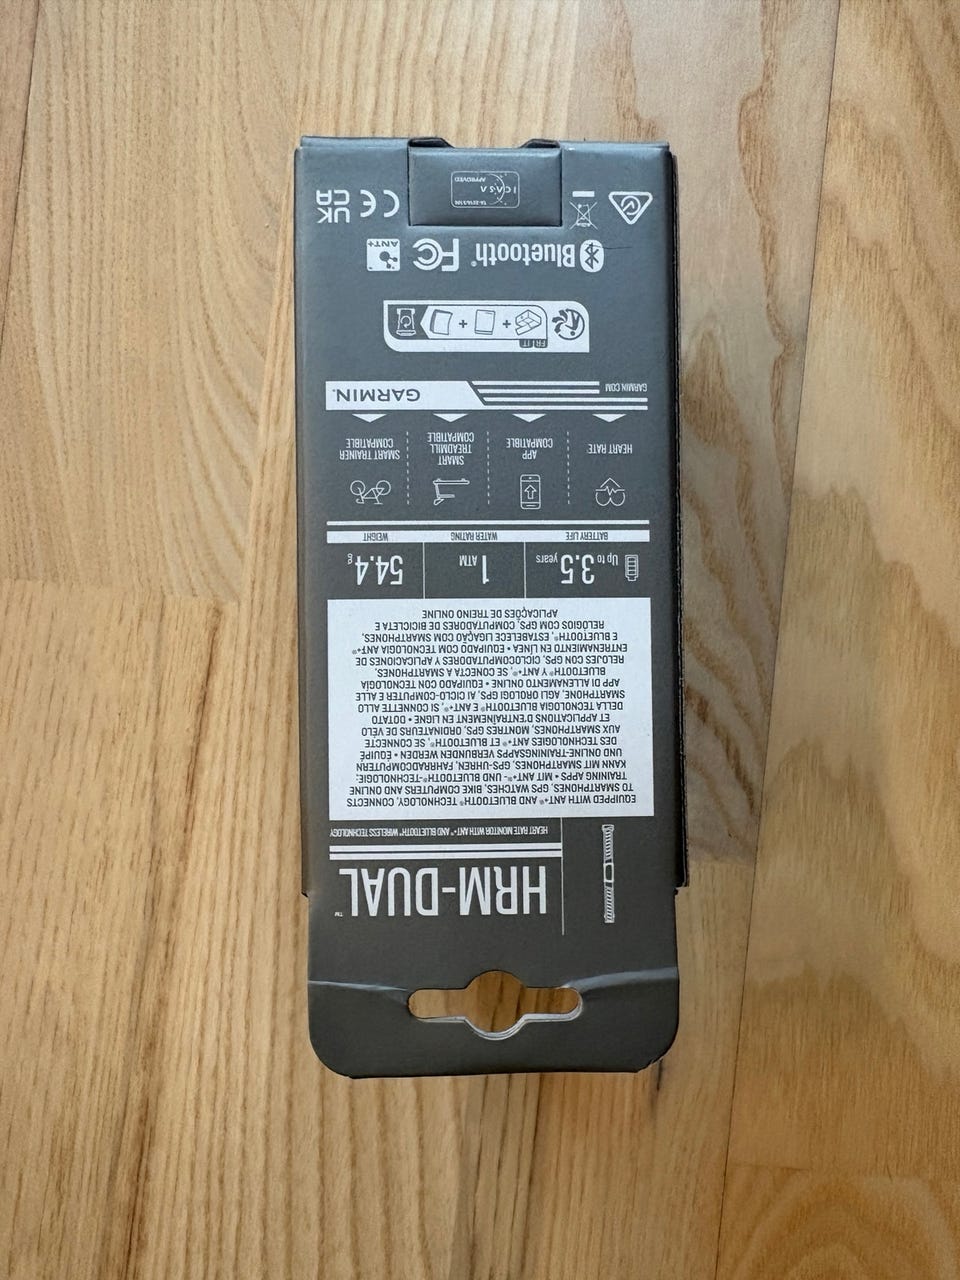 HRM-DUAL™
HEART RATE MONITOR WITH ANT+® AND BLUETOOTH® WIRELESS TECHNOLOGY
EQUIPPED WITH ANT+® AND BLUETOOTH® TECHNOLOGY, CONNECTS
TO SMARTPHONES, GPS, WATCHES, BIKE COMPUTERS AND ONLINE
TRAINING APPS • MIT ANT+®- UND BLUETOOTH®-TECHNOLOGIE:
KANN MIT SMARTPHONES, GPS-UHREN, FAHRRADCOMPUTERN
UND ONLINE-TRAININGSAPPS VERBUNDEN WERDEN • ÉQUIPÉ
DES TECHNOLOGIES ANT+® ET BLUETOOTH®, SE CONNECTE
AUX SMARTPHONES, MONTRES GPS, ORDINATEURS DE VÉLO
ET APPLICATIONS D'ENTRAÎNEMENT EN LIGNE • DOTATO
DELLA TECNOLOGIA BLUETOOTH® E ANT+®, SI CONNETTE ALLO
SMARTPHONE, AGLI OROLOGI GPS, AI CICLO-COMPUTER E ALLE
APP DI ALLENAMENTO ONLINE • EQUIPADO CON TECNOLOGÍA
BLUETOOTH® Y ANT+®, SE CONECTA A SMARTPHONES,
RELOJES CON GPS, CICLOCOMPUTADORES Y APLICACIONES DE
ENTRENAMIENTO EN LÍNEA • EQUIPADO COM TECNOLOGIA ANT+®
E BLUETOOTH®, ESTABELECE LIGAÇÃO COM SMARTPHONES,
RELÓGIOS COM GPS, COMPUTADORES DE BICICLETA E
APLICAÇÕES DE TREINO ONLINE
Up to 3.5 years 1 ATM 54.4 g
BATTERY LIFE WATER RATING WEIGHT
HEART RATE APP COMPATIBLE SMART TREADMILL COMPATIBLE SMART TRAINER COMPATIBLE
GARMIN.COM GARMIN.
FR IT
+ +
Bluetooth® FC ANT+
ICASA APPROVED CE UK CA